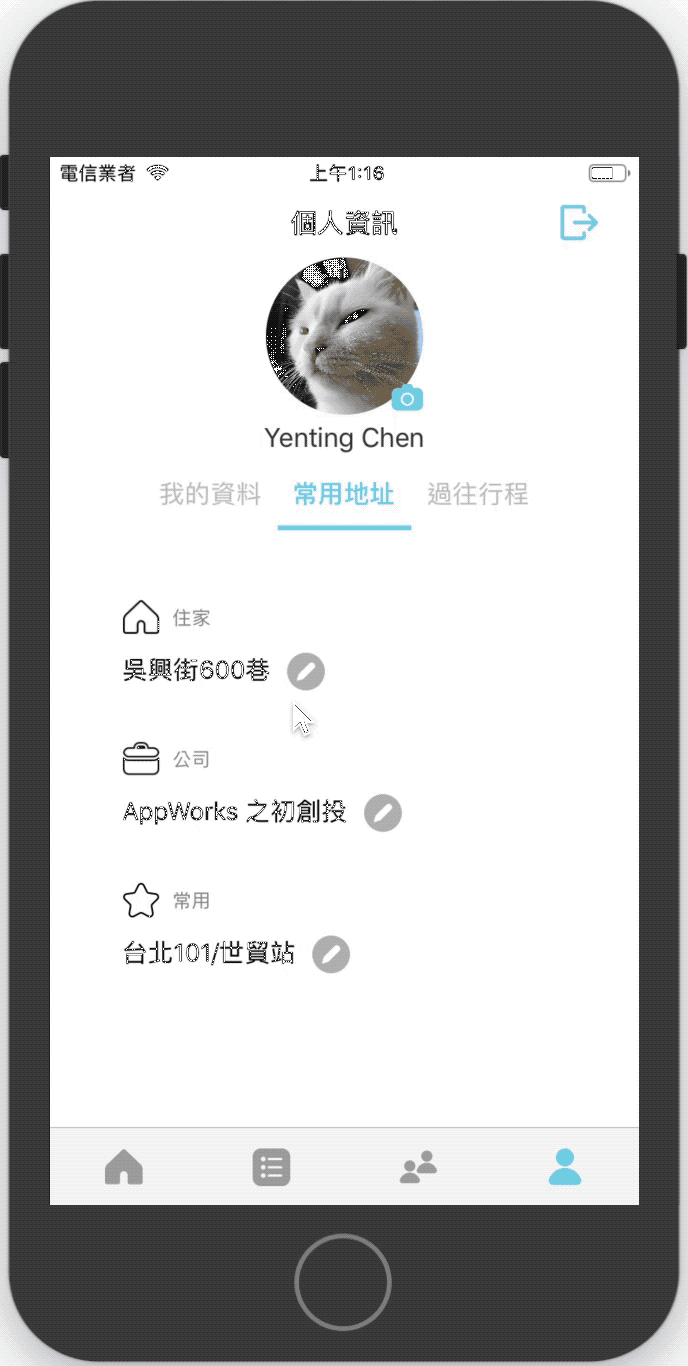 電信業者 上午1:16
個人資訊
Yenting Chen
我的資料 常用地址 過往行程
住家
吳興街600巷
公司
AppWorks 之初創投
常用
台北101/世貿站